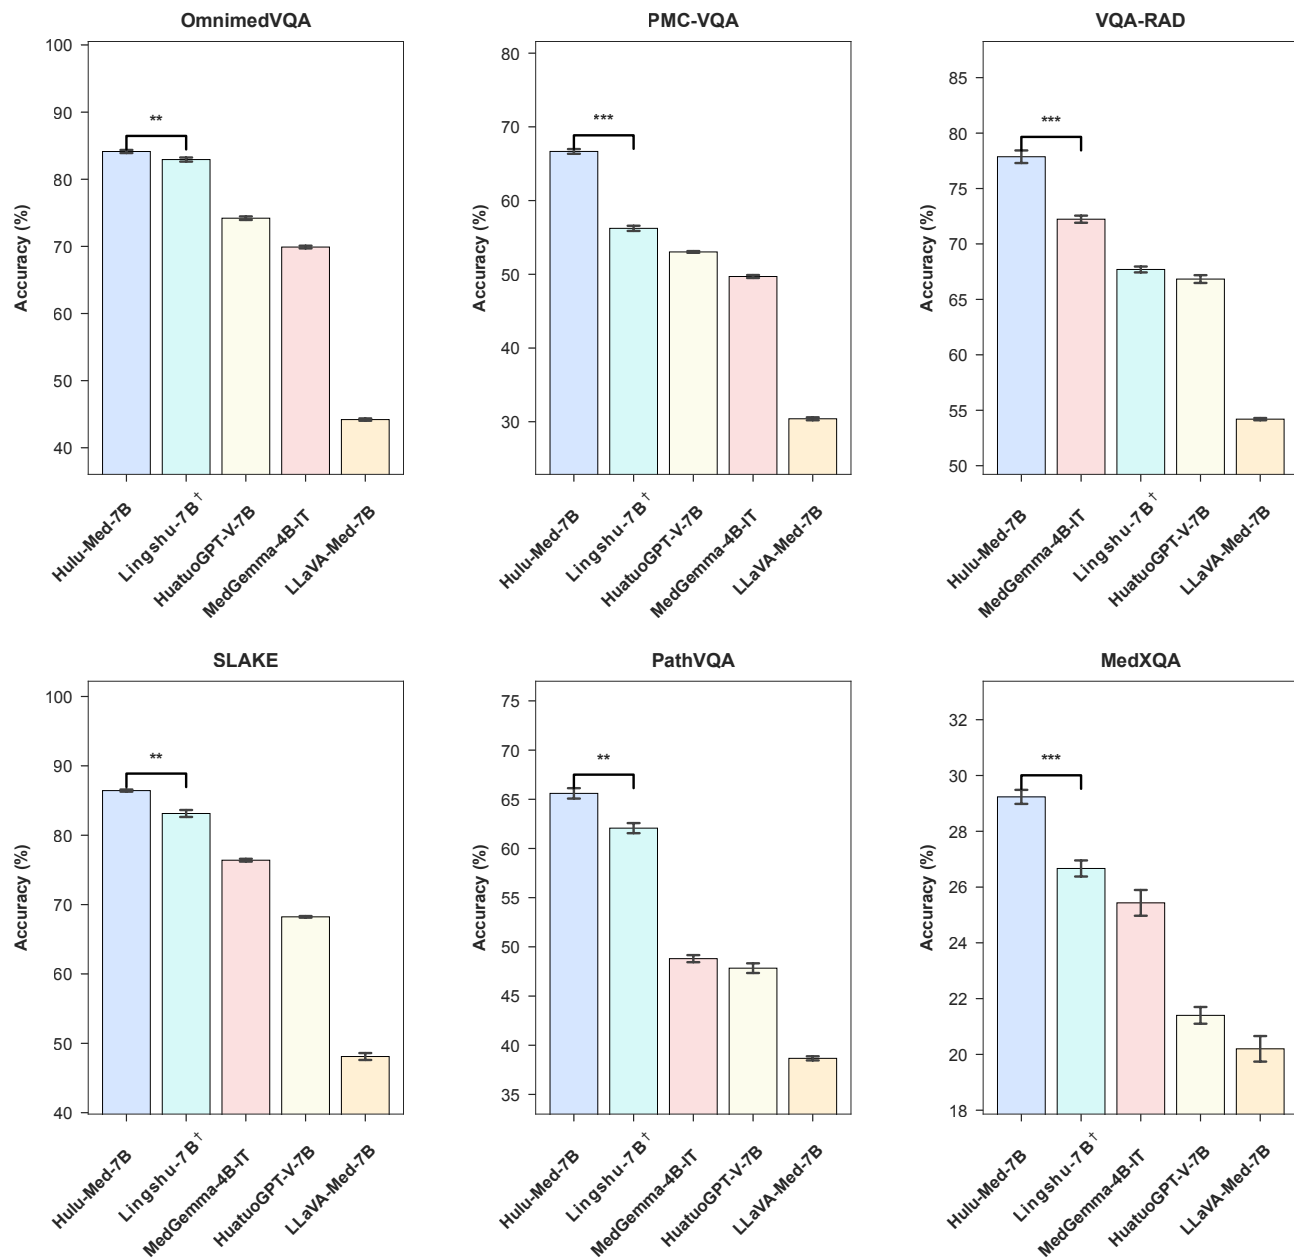 OmnimedVQA
Accuracy (%)
100
90
80
70
60
50
40
**
Hulu-Med-7B
Lingshu-7B†
HuatuoGPT-V-7B
MedGemma-4B-IT
LLaVA-Med-7B
PMC-VQA
Accuracy (%)
80
70
60
50
40
30
***
Hulu-Med-7B
Lingshu-7B†
HuatuoGPT-V-7B
MedGemma-4B-IT
LLaVA-Med-7B
VQA-RAD
Accuracy (%)
85
80
75
70
65
60
55
50
***
Hulu-Med-7B
MedGemma-4B-IT
Lingshu-7B†
HuatuoGPT-V-7B
LLaVA-Med-7B
SLAKE
Accuracy (%)
100
90
80
70
60
50
40
**
Hulu-Med-7B
Lingshu-7B†
MedGemma-4B-IT
HuatuoGPT-V-7B
LLaVA-Med-7B
PathVQA
Accuracy (%)
75
70
65
60
55
50
45
40
35
**
Hulu-Med-7B
Lingshu-7B†
MedGemma-4B-IT
HuatuoGPT-V-7B
LLaVA-Med-7B
MedXQA
Accuracy (%)
32
30
28
26
24
22
20
18
***
Hulu-Med-7B
Lingshu-7B†
MedGemma-4B-IT
HuatuoGPT-V-7B
LLaVA-Med-7B